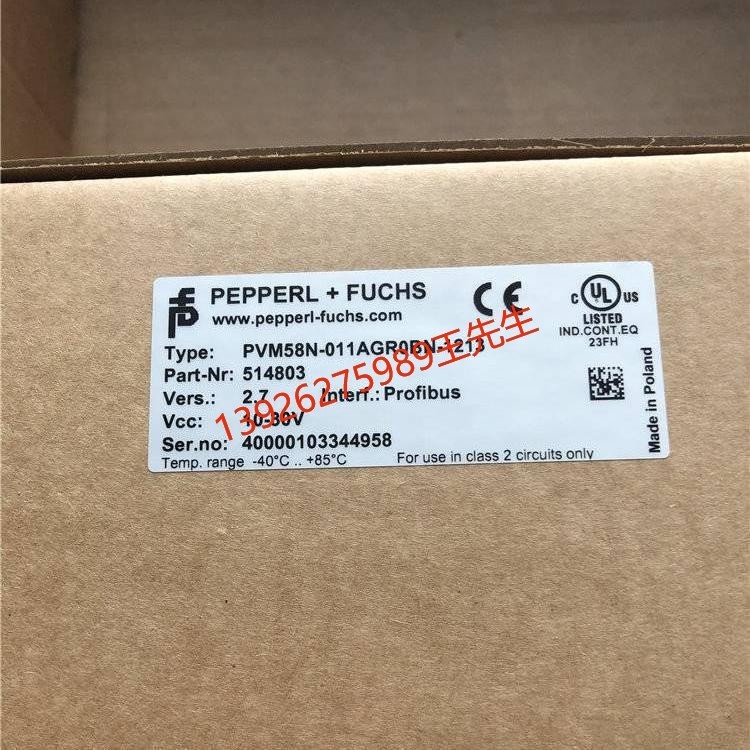 PEPPERL + FUCHS
www.pepperl-fuchs.com
CE
C UL US
LISTED
IND.CONT.EQ
23FH
Type: PVM58N-011AGR0BN-1213
Part-Nr: 514803
Vers.: 2.7 Interf.: Profibus
Vcc: 10-30V
Ser.no: 40000103344958
Temp. range -40°C .. +85°C For use in class 2 circuits only
Made in Poland
13926275989王先生